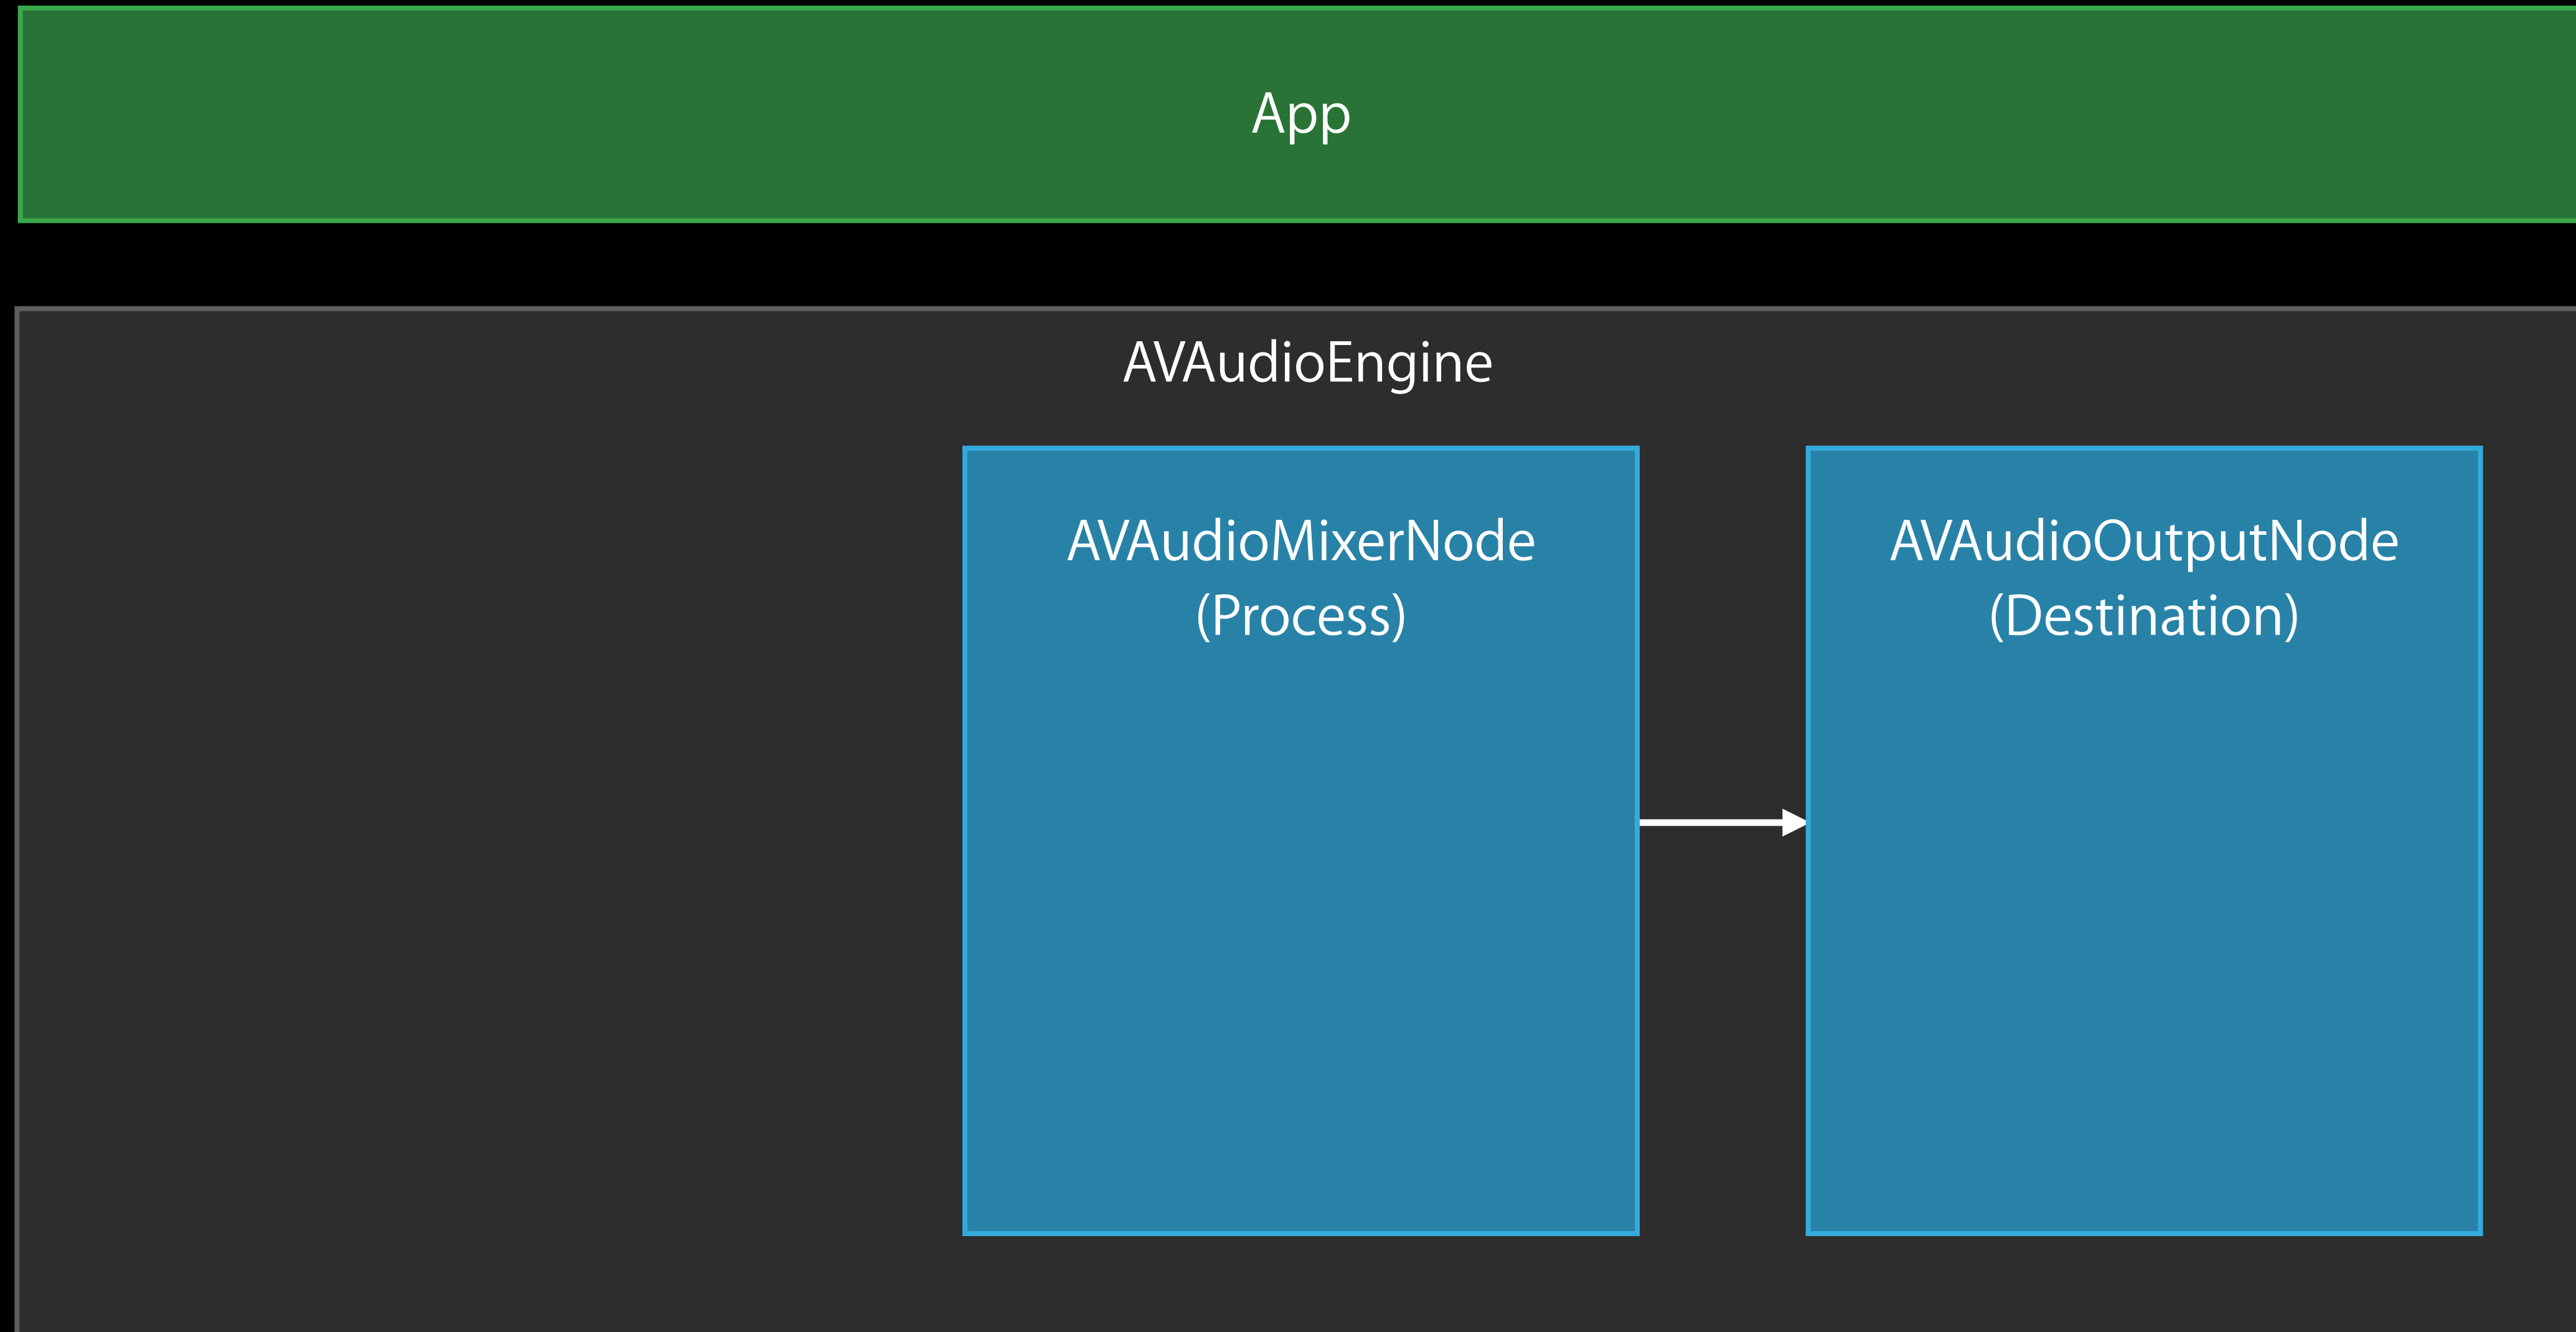 App
AVAudioEngine
AVAudioMixerNode
(Process)
AVAudioOutputNode
(Destination)